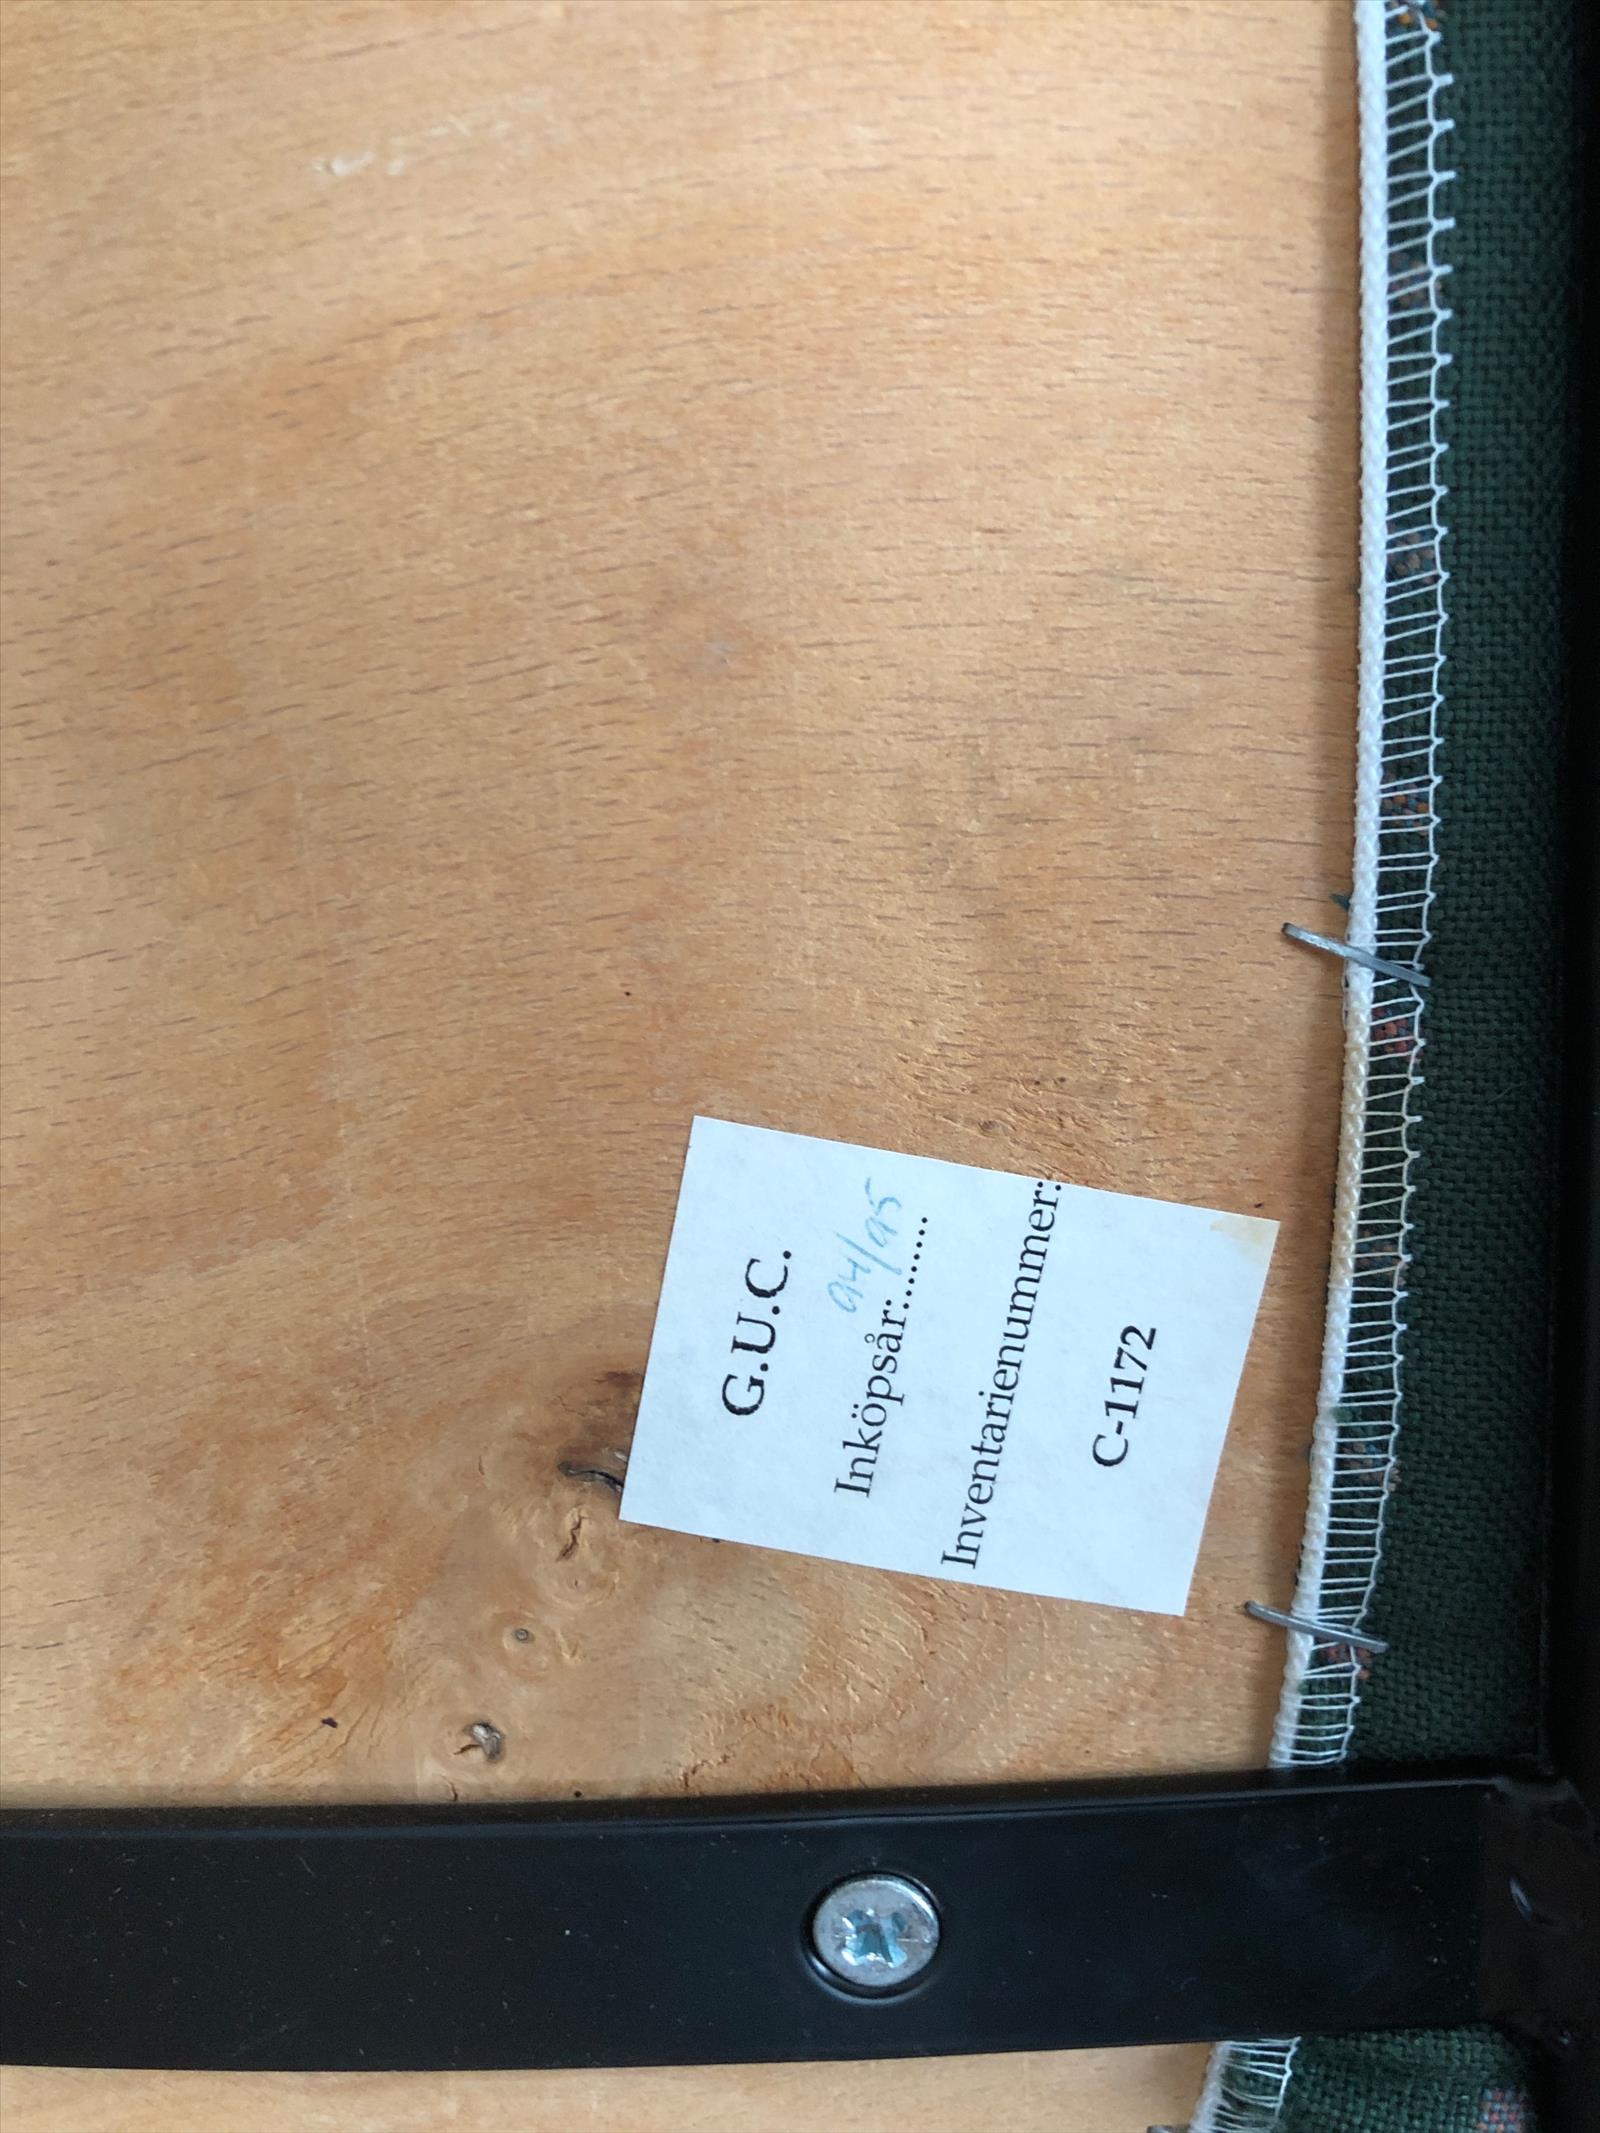 G.U.C.
94/95
Inköpsår:.........
Inventarienummer:
C-1172